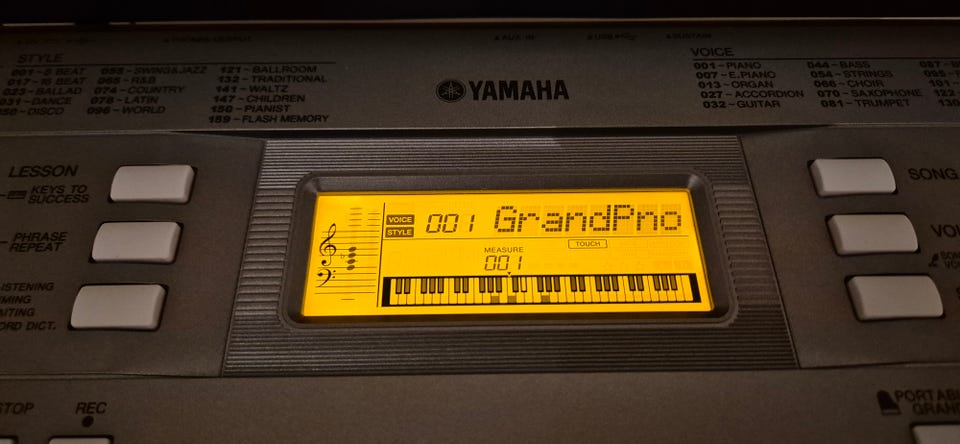 PHONES/OUTPUT
AUX IN
USB
SUSTAIN
STYLE
001~8 BEAT
017~16 BEAT
023~BALLAD
031~DANCE
050~DISCO
058~SWING&JAZZ
068~R&B
074~COUNTRY
078~LATIN
096~WORLD
121~BALLROOM
132~TRADITIONAL
141~WALTZ
147~CHILDREN
150~PIANIST
159~FLASH MEMORY
YAMAHA
VOICE
001~PIANO
007~E.PIANO
013~ORGAN
027~ACCORDION
032~GUITAR
044~BASS
054~STRINGS
066~CHOIR
070~SAXOPHONE
081~TRUMPET
LESSON
KEYS TO
SUCCESS
PHRASE
REPEAT
VOICE
STYLE
001 GrandPno
TOUCH
MEASURE
001
SONG
REC